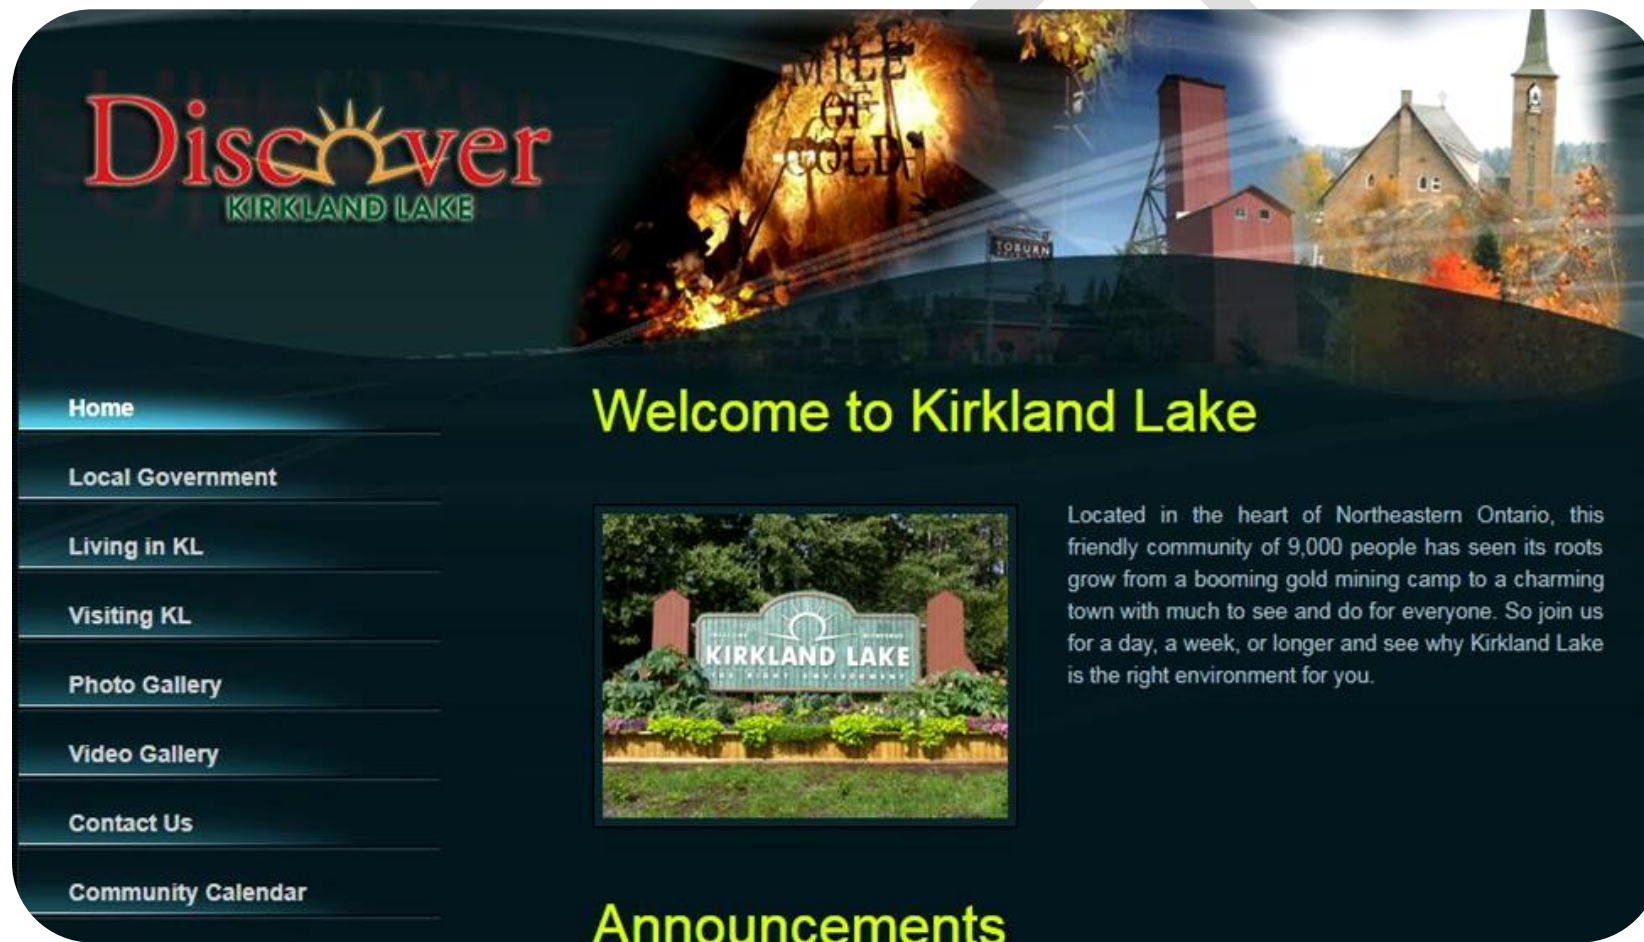 Discover
KIRKLAND LAKE
MILE
OF
GOLD
TOBURN
Home
Local Government
Living in KL
Visiting KL
Photo Gallery
Video Gallery
Contact Us
Community Calendar
Welcome to Kirkland Lake
KIRKLAND LAKE
THE RIGHT ENVIRONMENT
Located in the heart of Northeastern Ontario, this
friendly community of 9,000 people has seen its roots
grow from a booming gold mining camp to a charming
town with much to see and do for everyone. So join us
for a day, a week, or longer and see why Kirkland Lake
is the right environment for you.
Announcements